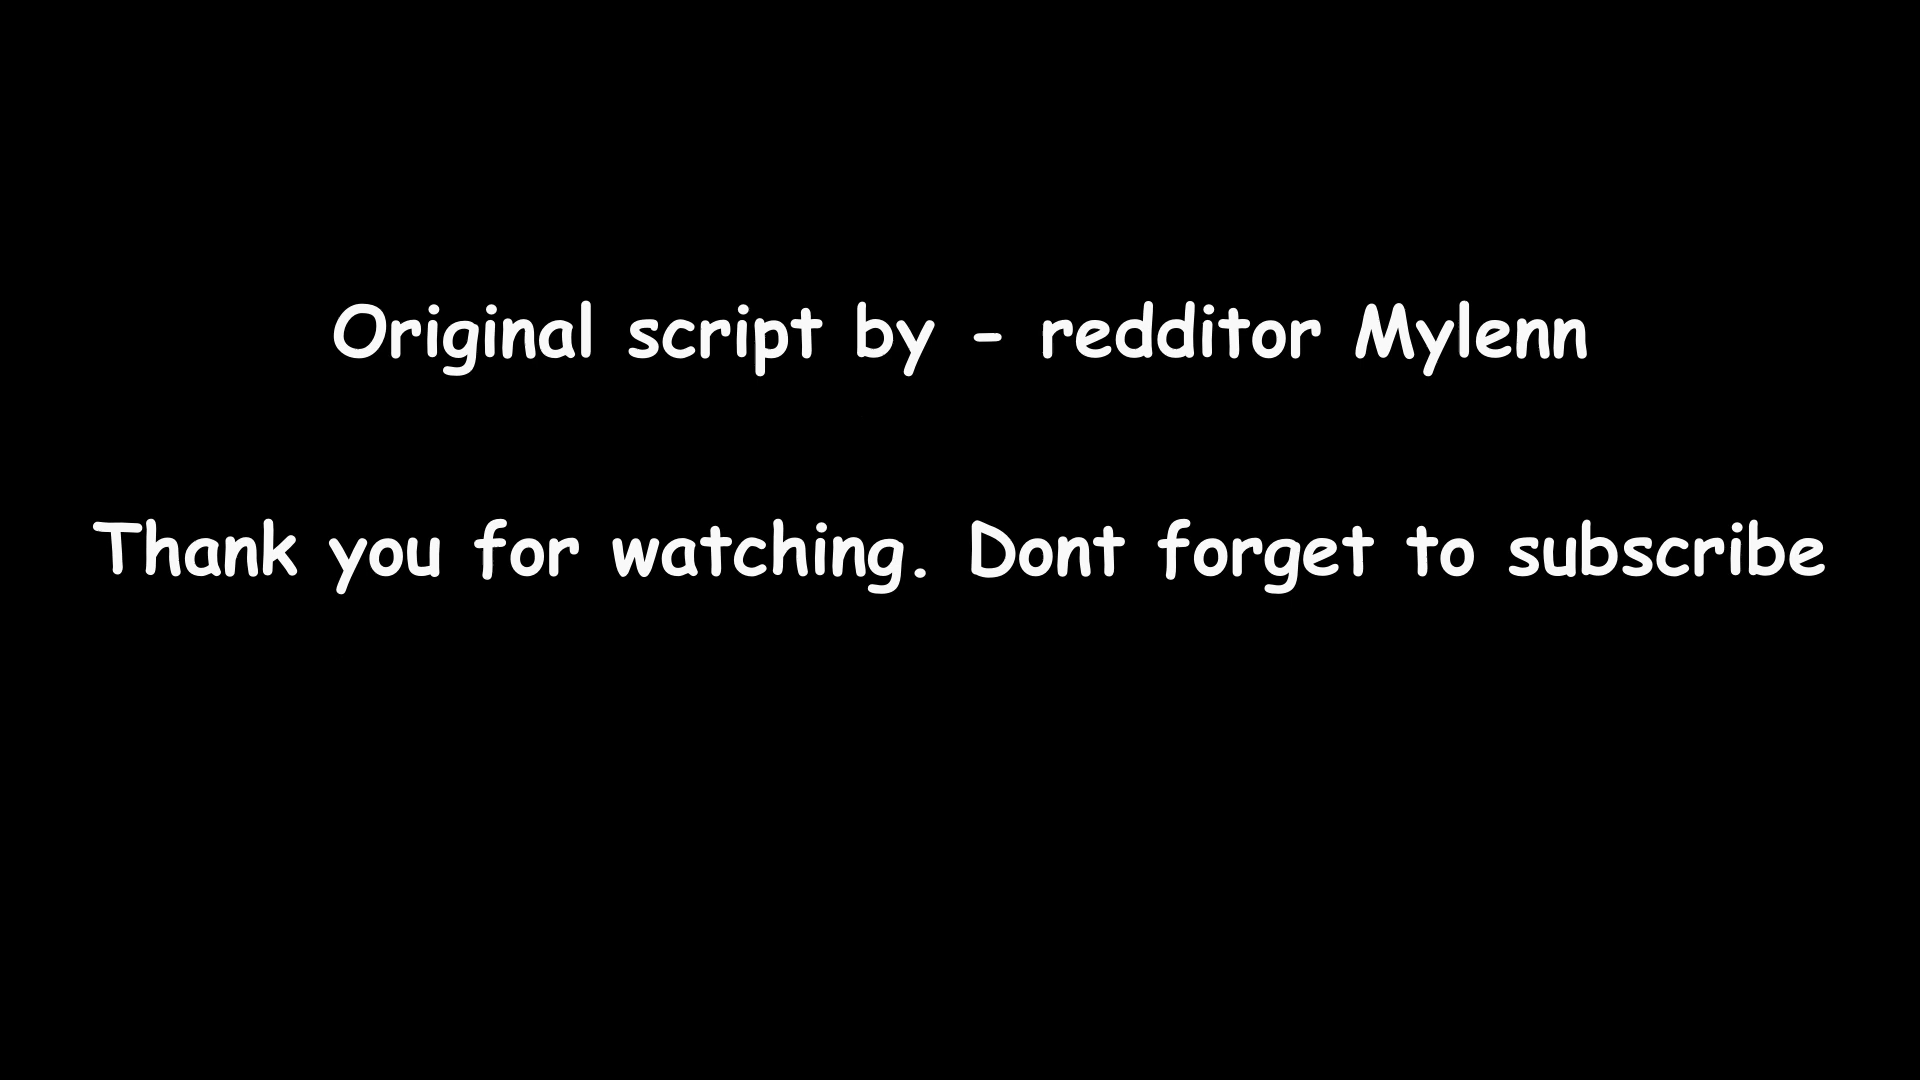 Original script by - redditor Mylenn
Thank you for watching. Dont forget to subscribe